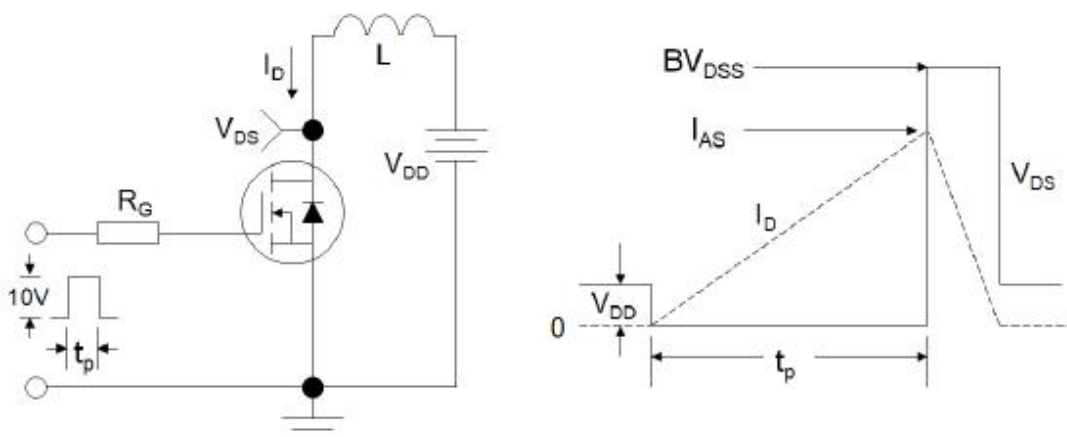 L
I_D
V_DS
V_DD
R_G
10V
t_p
BV_DSS
I_AS
V_DS
I_D
V_DD
0
t_p